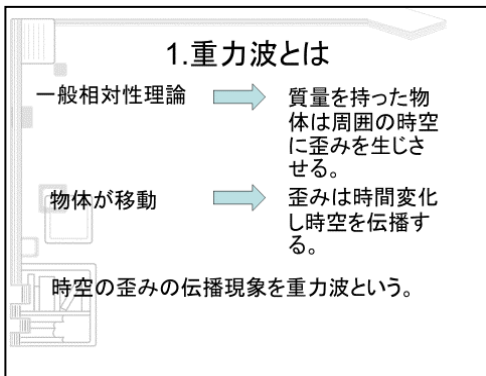 1.重力波とは
一般相対性理論
質量を持った物
体は周囲の時空
に歪みを生じさ
せる。
物体が移動
歪みは時間変化
し時空を伝播す
る。
時空の歪みの伝播現象を重力波という。